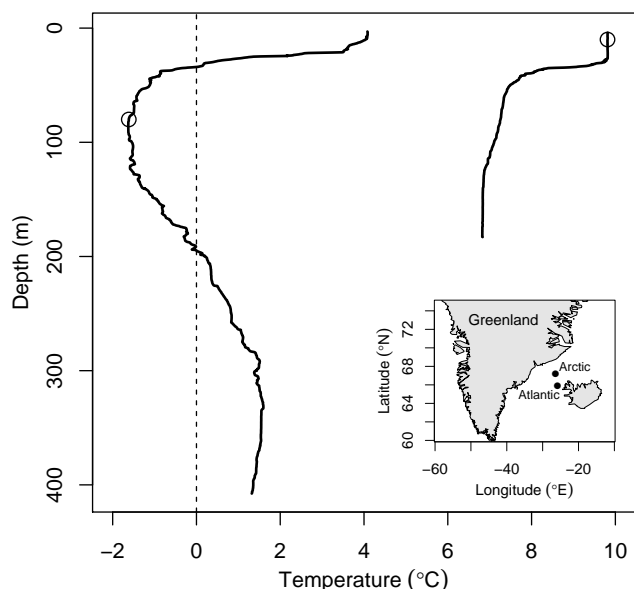 0
100
200
300
400
Depth (m)
−2 0 2 4 6 8 10
Temperature (°C)
Greenland
Arctic
Atlantic
60 64 68 72
Latitude (°N)
−60 −40 −20
Longitude (°E)